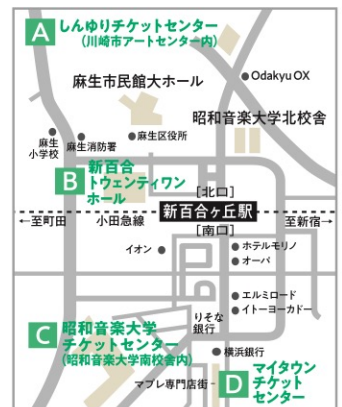 A しんゆりチケットセンター
（川崎市アートセンター内）
Odakyu OX
麻生市民館大ホール
昭和音楽大学北校舎
麻生
小学校
麻生消防署
麻生区役所
B 新百合
トウェンティワン
ホール
［北口］
←至町田
小田急線
新百合ヶ丘駅
至新宿→
［南口］
イオン
ホテルモリノ
オーパ
エルミロード
イトーヨーカドー
りそな
銀行
C 昭和音楽大学
チケットセンター
（昭和音楽大学南校舎内）
横浜銀行
マプレ専門店街
D マイタウン
チケット
センター